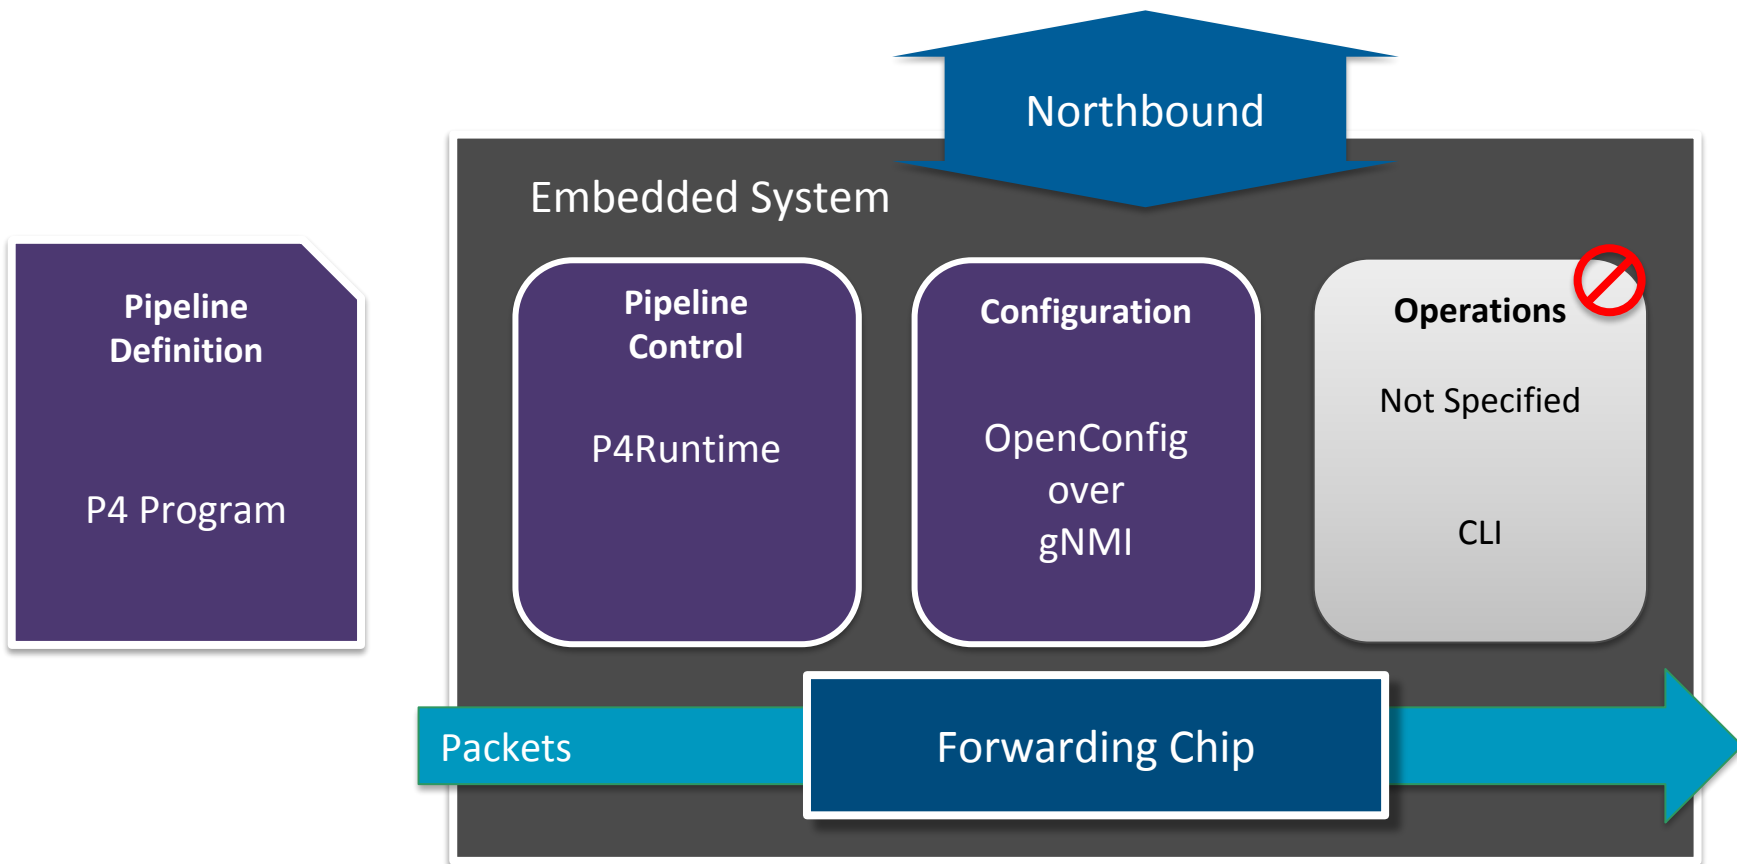 Northbound
Embedded System
Pipeline
Definition
P4 Program
Pipeline
Control
P4Runtime
Configuration
OpenConfig
over
gNMI
Operations
Not Specified
CLI
Packets
Forwarding Chip